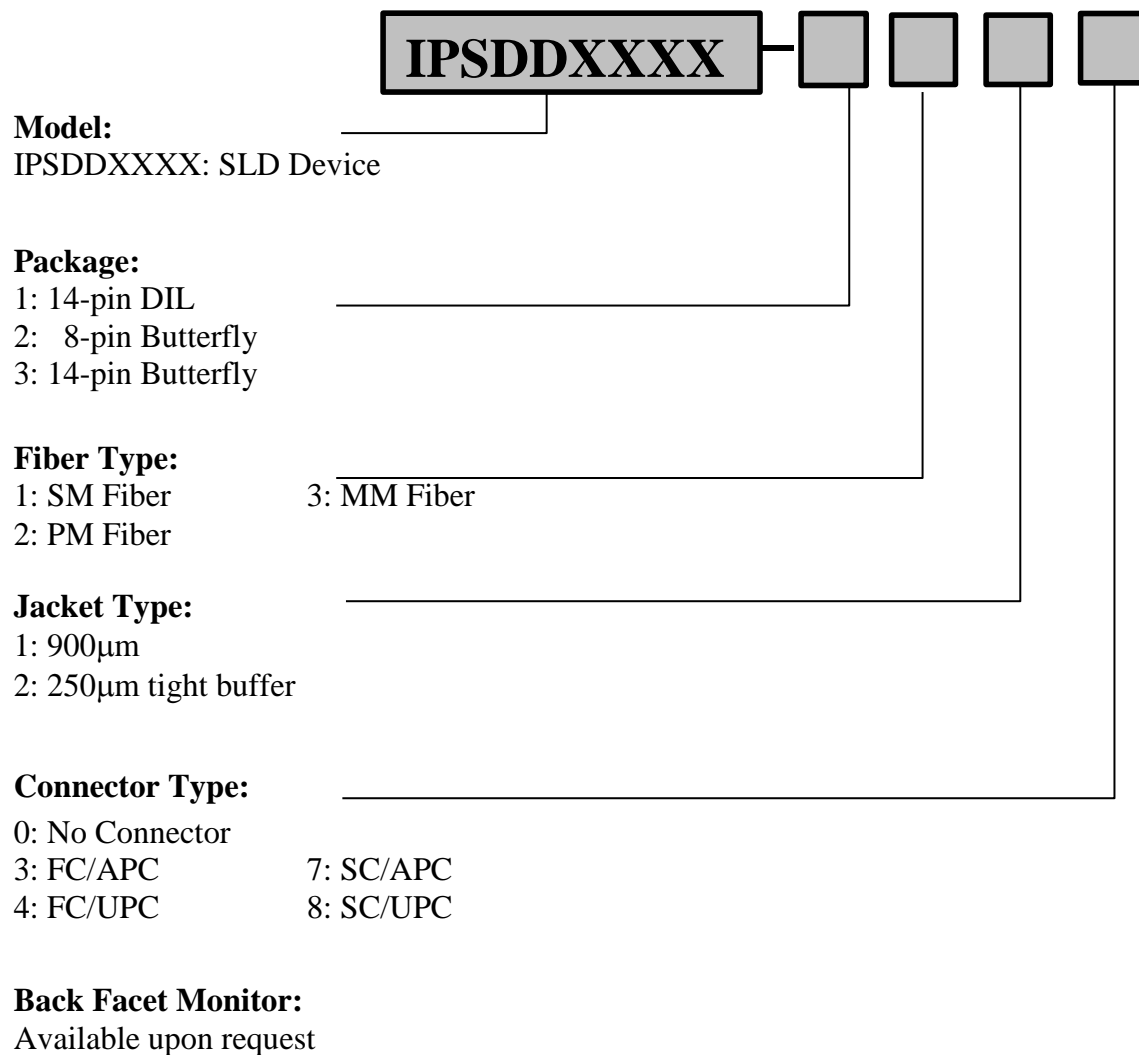 IPSDDXXXX
Model:
IPSDDXXXX: SLD Device
Package:
1: 14-pin DIL
2: 8-pin Butterfly
3: 14-pin Butterfly
Fiber Type:
1: SM Fiber 3: MM Fiber
2: PM Fiber
Jacket Type:
1: 900μm
2: 250μm tight buffer
Connector Type:
0: No Connector
3: FC/APC 7: SC/APC
4: FC/UPC 8: SC/UPC
Back Facet Monitor:
Available upon request